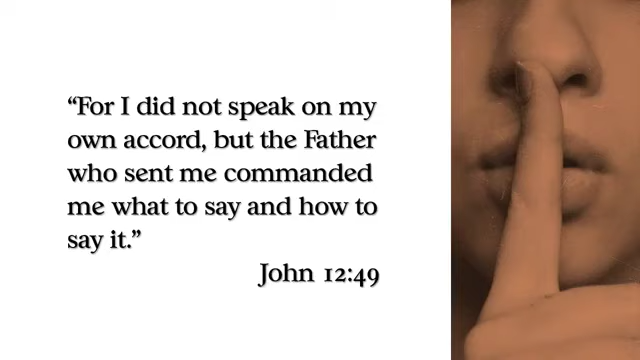 “For I did not speak on my
own accord, but the Father
who sent me commanded
me what to say and how to
say it.”
John 12:49